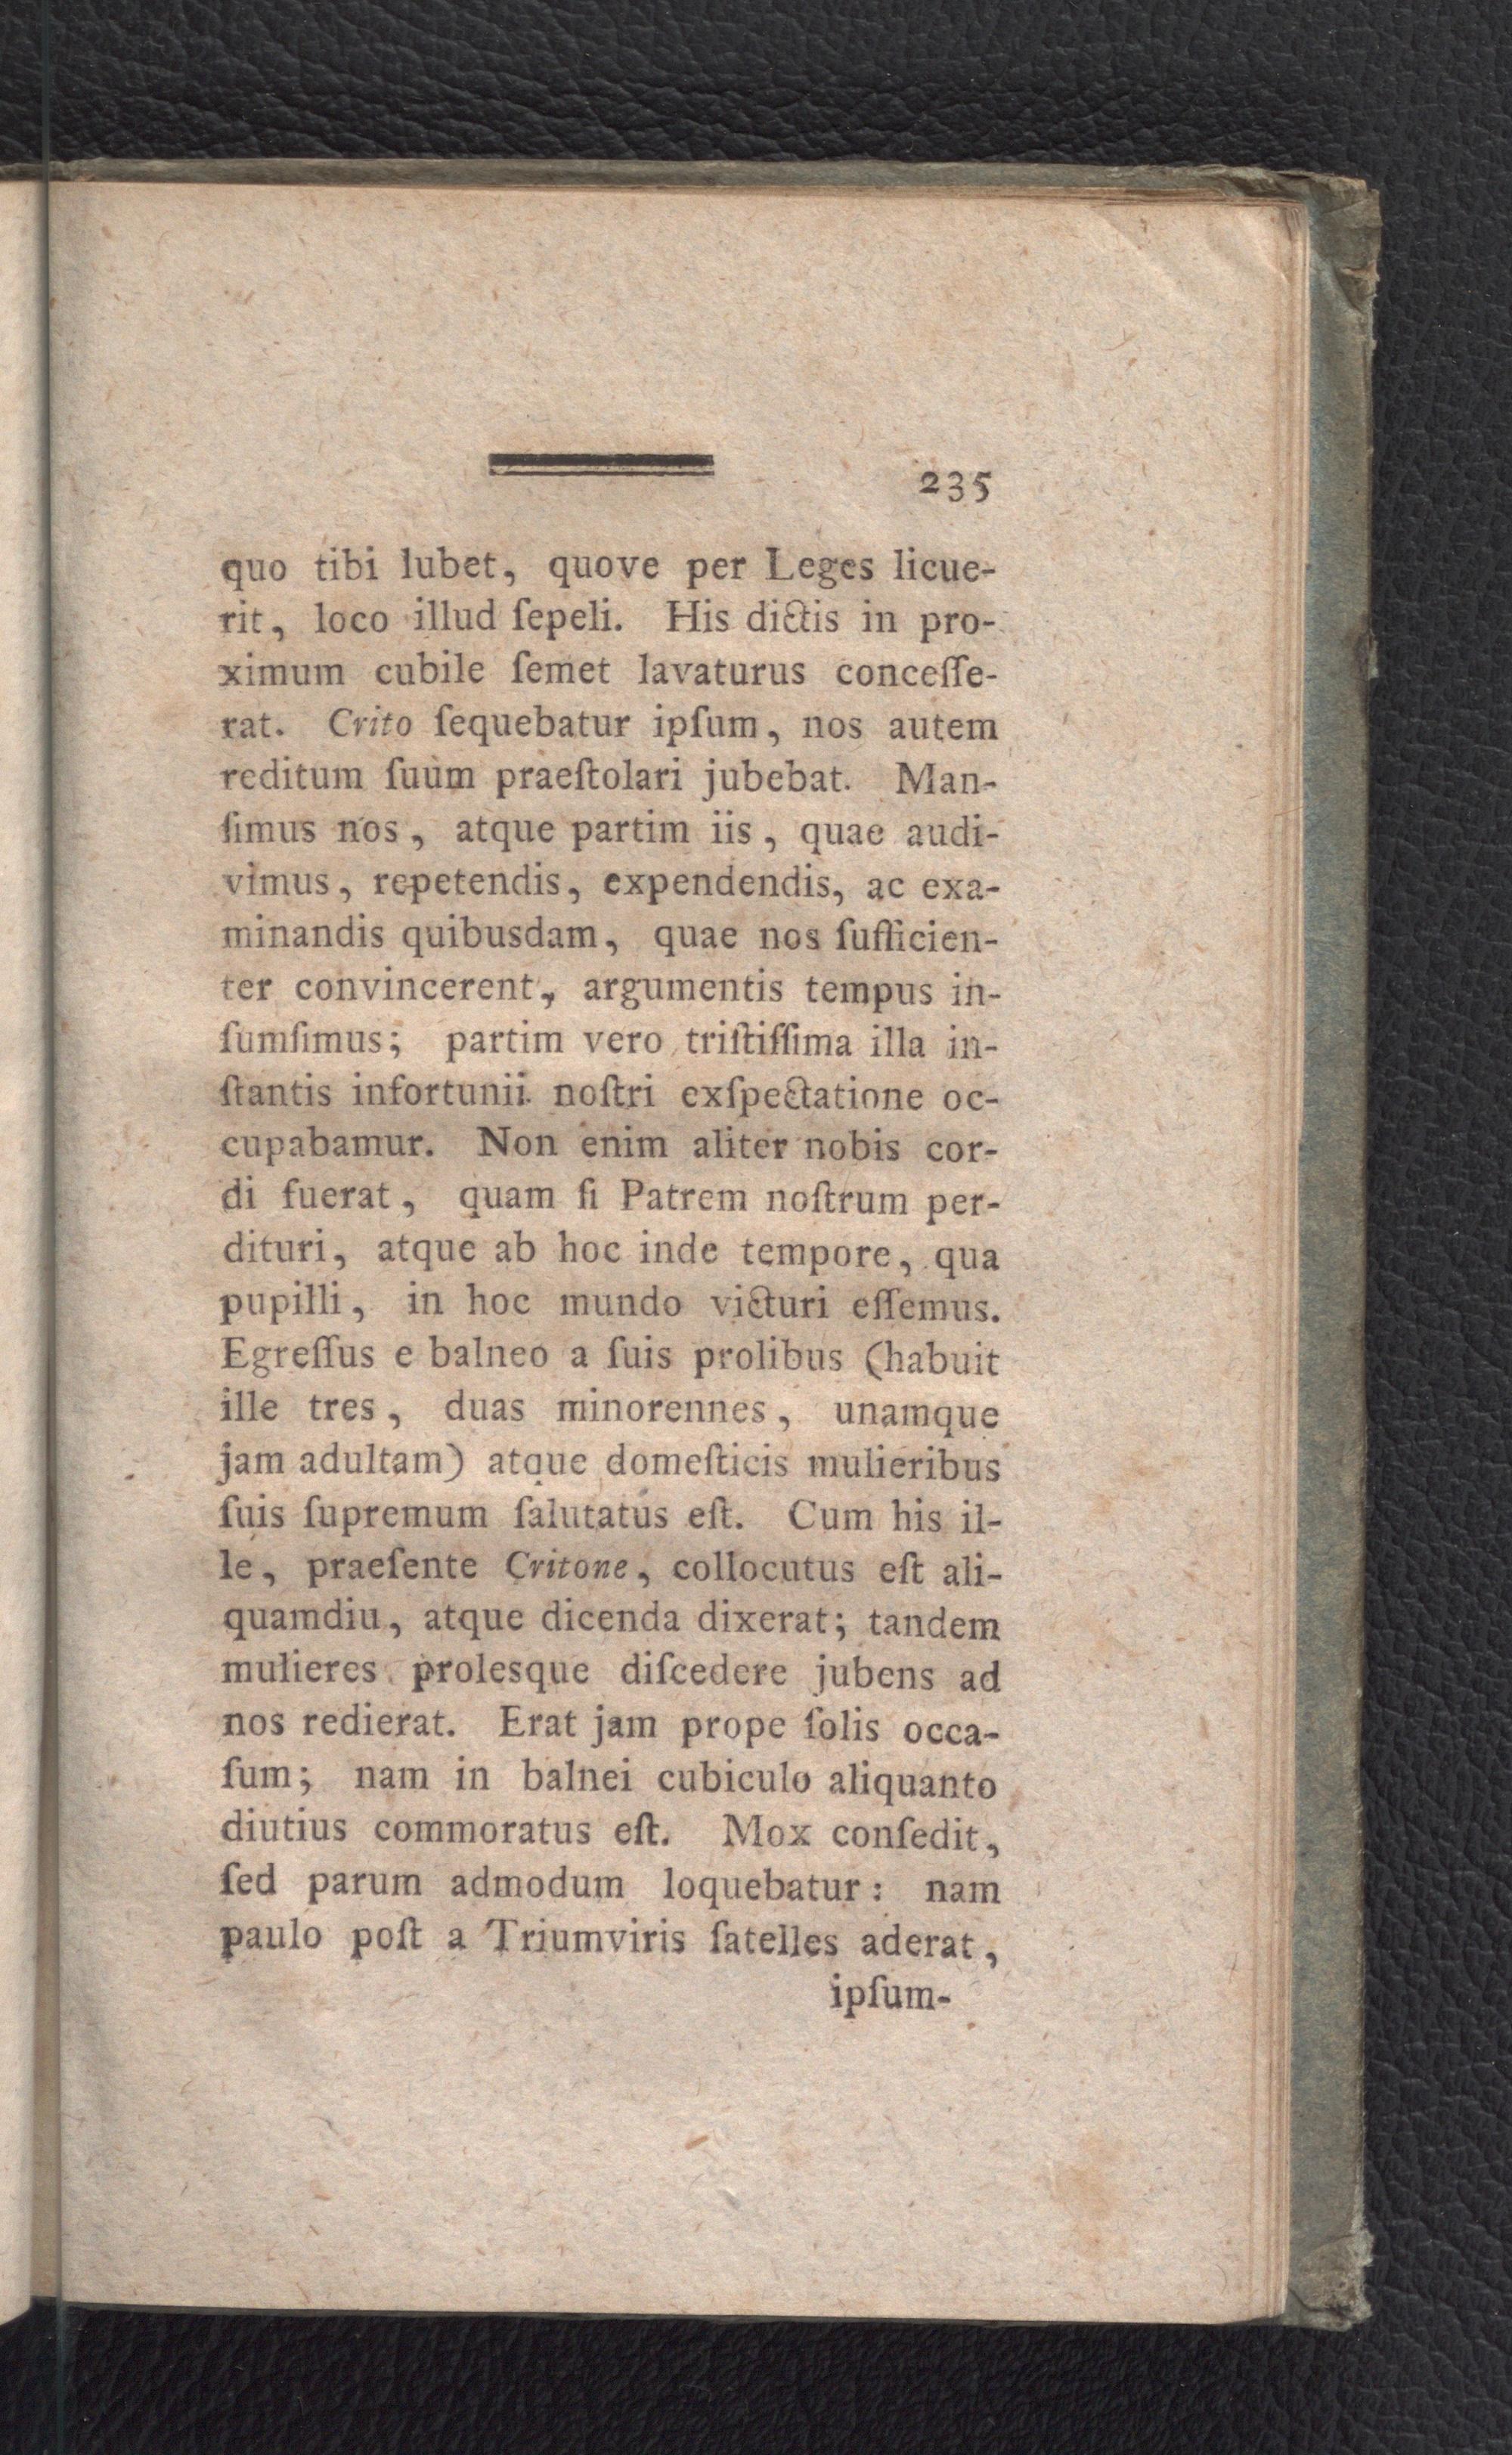 235
quo tibi lubet, quove per Leges licue-
rit, loco illud ſepeli. His dictis in pro-
ximum cubile ſemet lavaturus conceſſe-
rat. Crito ſequebatur ipſum, nos autem
reditum ſuum praeſtolari jubebat. Man-
ſimus nos, atque partim iis, quae audi-
vimus, repetendis, expendendis, ac exa-
minandis quibusdam, quae nos ſufficien-
ter convincerent, argumentis tempus in-
ſumſimus; partim vero triſtiſſima illa in-
ſtantis infortunii noſtri exſpectatione oc-
cupabamur. Non enim aliter nobis cor-
di fuerat, quam ſi Patrem noſtrum per-
dituri, atque ab hoc inde tempore, qua
pupilli, in hoc mundo victuri eſſemus.
Egreſſus e balneo a ſuis prolibus (habuit
ille tres, duas minorennes, unamque
jam adultam) atque domeſticis mulieribus
ſuis ſupremum ſalutatus eſt. Cum his il-
le, praeſente Critone, collocutus eſt ali-
quamdiu, atque dicenda dixerat; tandem
mulieres prolesque diſcedere jubens ad
nos redierat. Erat jam prope ſolis occa-
ſum; nam in balnei cubiculo aliquanto
diutius commoratus eſt. Mox conſedit,
ſed parum admodum loquebatur: nam
paulo poſt a Triumviris ſatelles aderat,
ipſum-